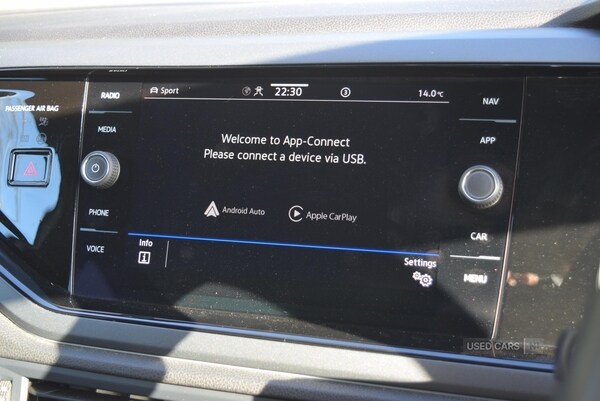 PASSENGER AIR BAG
RADIO
MEDIA
PHONE
VOICE
Sport
22:30
3
14.0°C
Welcome to App-Connect
Please connect a device via USB.
Android Auto
Apple CarPlay
Info
i
Settings
NAV
APP
CAR
MENU
USED CARS NI